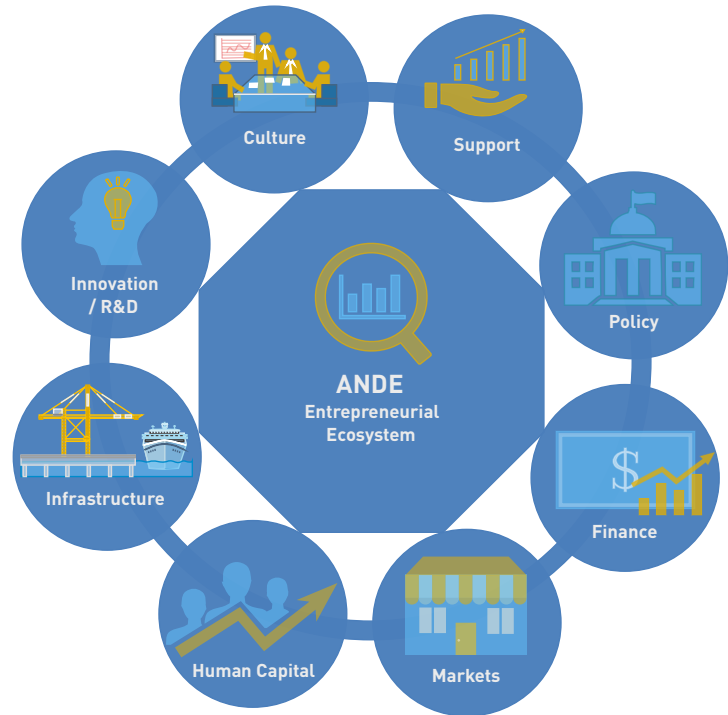 Culture
Support
Innovation
/ R&D
Policy
ANDE
Entrepreneurial
Ecosystem
Infrastructure
$
Finance
Human Capital
Markets